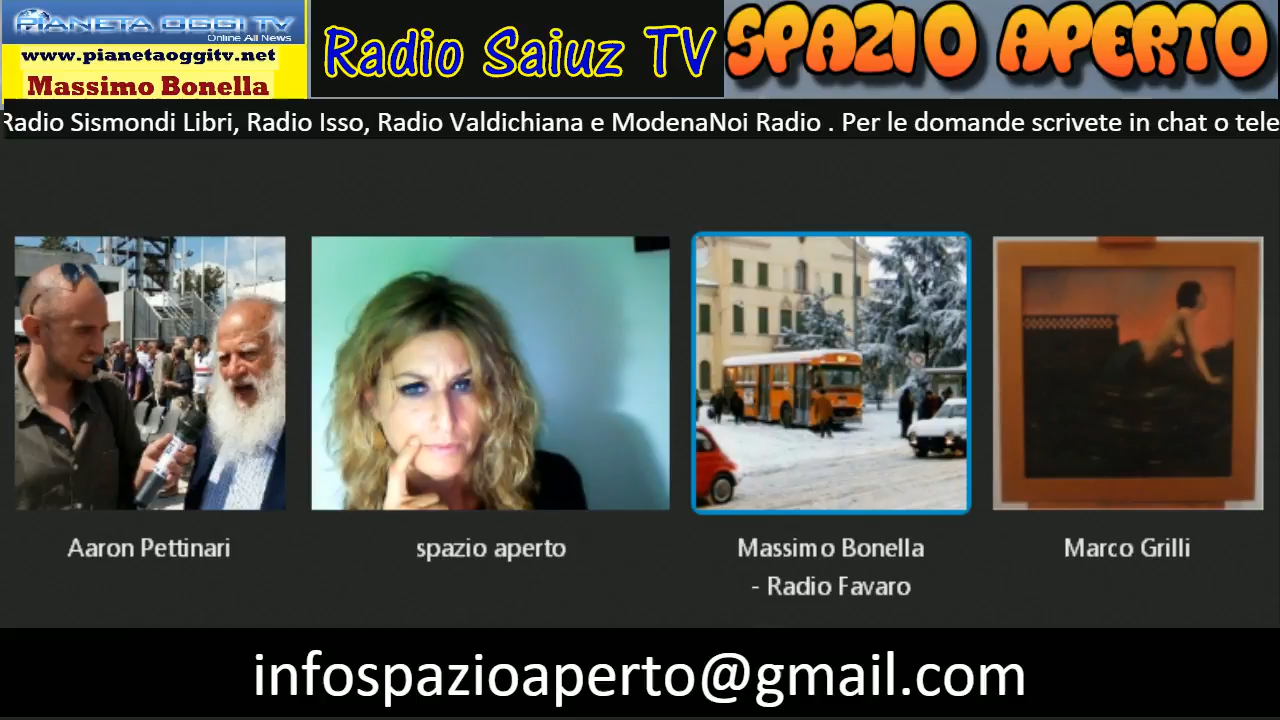 PIANETA OGGI TV
Online All News
www.pianetaoggitv.net
Massimo Bonella
Radio Saiuz TV
SPAZIO APERTO
Radio Sismondi Libri, Radio Isso, Radio Valdichiana e ModenaNoi Radio . Per le domande scrivete in chat o tele
Aaron Pettinari
spazio aperto
Massimo Bonella
- Radio Favaro
Marco Grilli
infospazioaperto@gmail.com